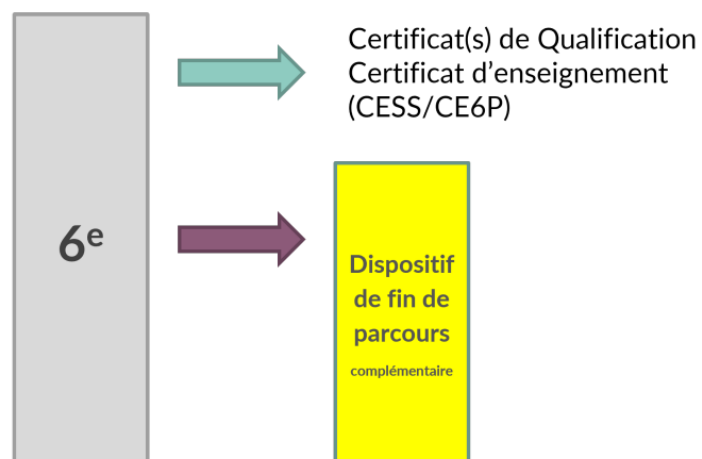 Certificat(s) de Qualification
Certificat d’enseignement
(CESS/CE6P)
6e
Dispositif
de fin de
parcours
complémentaire